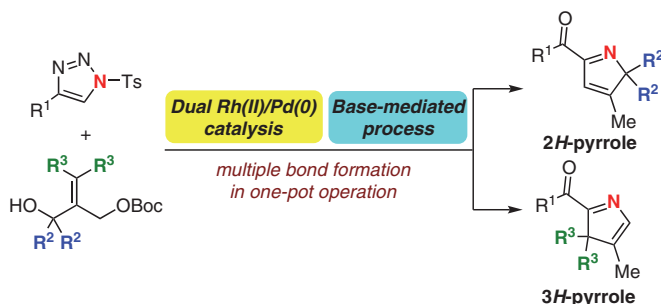 N
N
N
Ts
R¹
+
R³
R³
HO
OBoc
R²
R²
Dual Rh(II)/Pd(0)
catalysis
Base-mediated
process
multiple bond formation
in one-pot operation
O
R¹
N
R²
R²
Me
2H-pyrrole
O
R¹
N
R³
R³
Me
3H-pyrrole